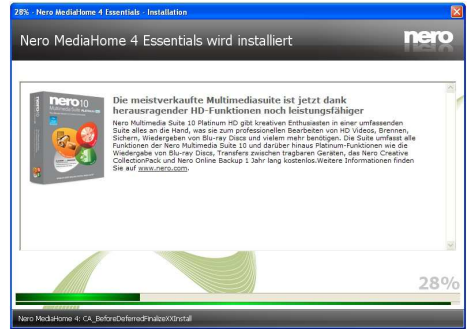 28% - Nero MediaHome 4 Essentials - Installation
Nero MediaHome 4 Essentials wird installiert
nero
nero 10
Multimedia Suite
Die meistverkaufte Multimediasuite ist jetzt dank
herausragender HD-Funktionen noch leistungsfähiger
Nero Multimedia Suite 10 Platinum HD gibt kreativen Enthusiasten in einer umfassenden
Suite alles an die Hand, was sie zum professionellen Bearbeiten von HD Videos, Brennen,
Sichern, Wiedergeben von Blu-ray Discs und vielem mehr benötigen. Die Suite umfasst alle
Funktionen der Nero Multimedia Suite 10 und darüber hinaus Platinum-Funktionen wie die
Wiedergabe von Blu-ray Discs, Transfers zwischen tragbaren Geräten, das Nero Creative
CollectionPack und Nero Online Backup 1 Jahr lang kostenlos.Weitere Informationen finden
Sie auf www.nero.com.
28%
Nero MediaHome 4: CA_BeforeDeferredFinalizeXXInstall